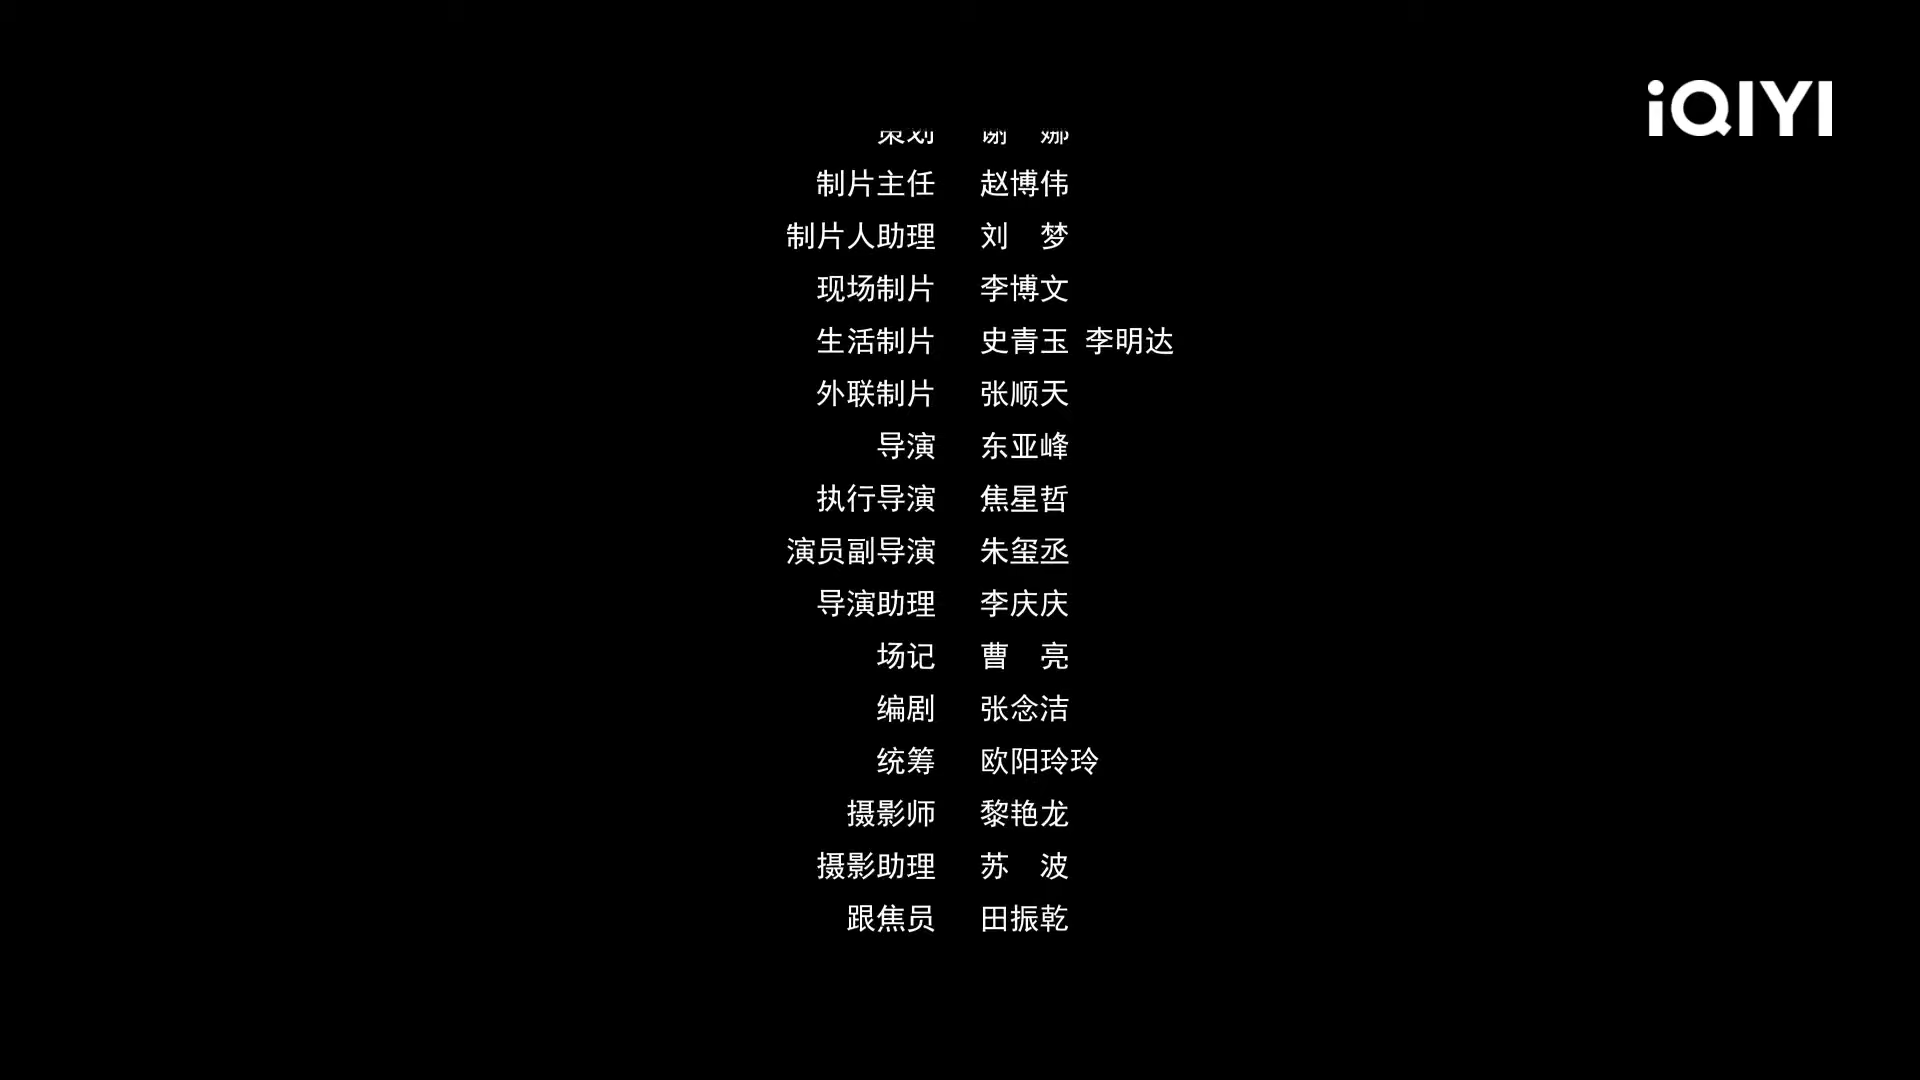 iQIYI
策划 谢 娜
制片主任 赵博伟
制片人助理 刘 梦
现场制片 李博文
生活制片 史青玉 李明达
外联制片 张顺天
导演 东亚峰
执行导演 焦星哲
演员副导演 朱玺丞
导演助理 李庆庆
场记 曹 亮
编剧 张念洁
统筹 欧阳玲玲
摄影师 黎艳龙
摄影助理 苏 波
跟焦员 田振乾